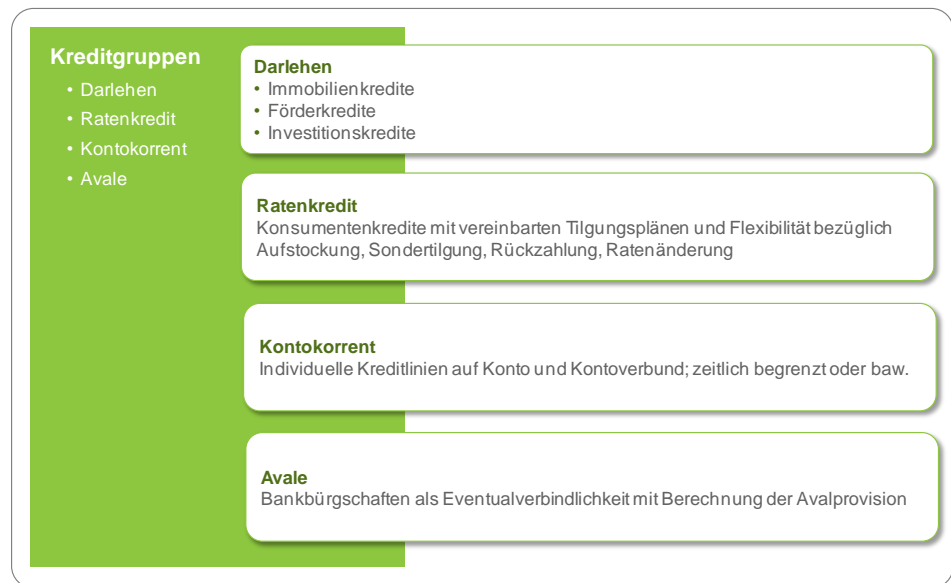 Kreditgruppen
• Darlehen
• Ratenkredit
• Kontokorrent
• Avale
Darlehen
• Immobilienkredite
• Förderkredite
• Investitionskredite
Ratenkredit
Konsumentenkredite mit vereinbarten Tilgungsplänen und Flexibilität bezüglich
Aufstockung, Sondertilgung, Rückzahlung, Ratenänderung
Kontokorrent
Individuelle Kreditlinien auf Konto und Kontoverbund; zeitlich begrenzt oder baw.
Avale
Bankbürgschaften als Eventualverbindlichkeit mit Berechnung der Avalprovision